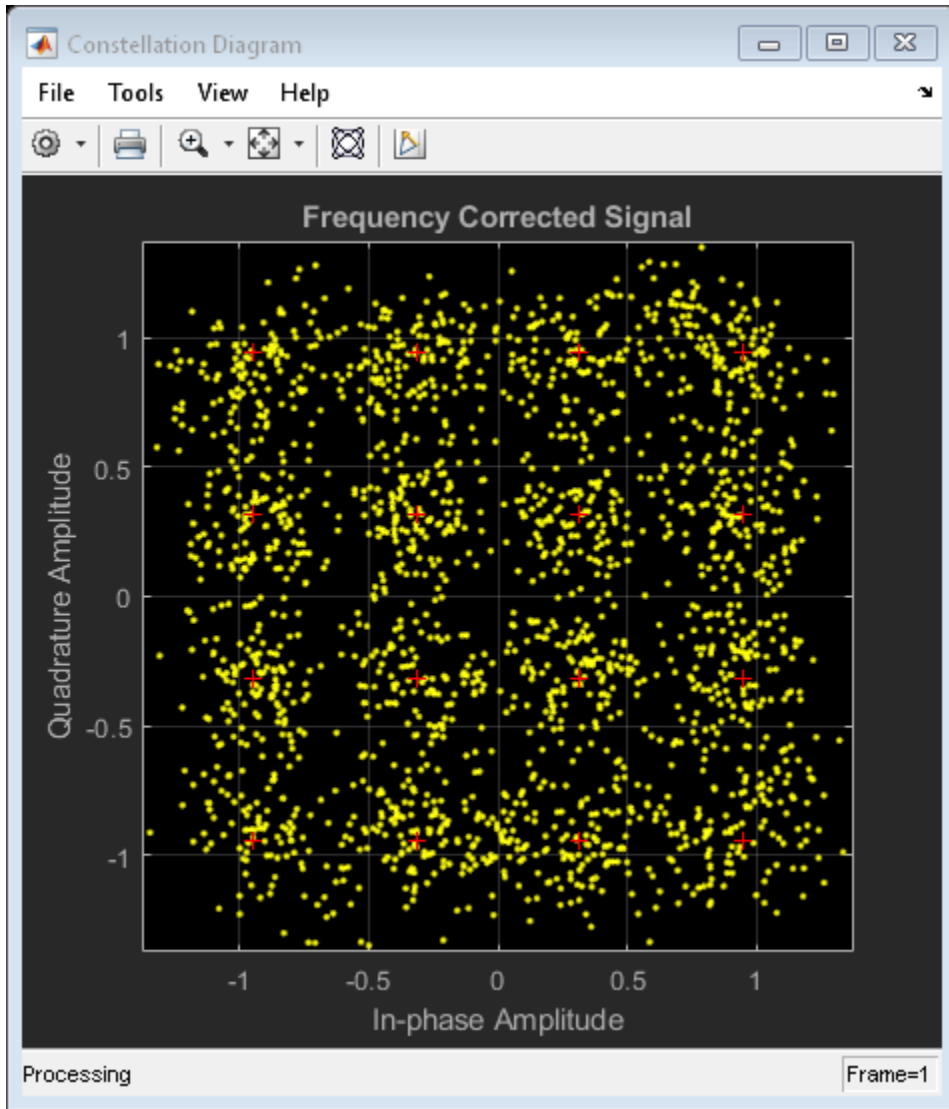 Constellation Diagram
File Tools View Help
Frequency Corrected Signal
Quadrature Amplitude
1
0.5
0
-0.5
-1
-1 -0.5 0 0.5 1
In-phase Amplitude
Processing Frame=1